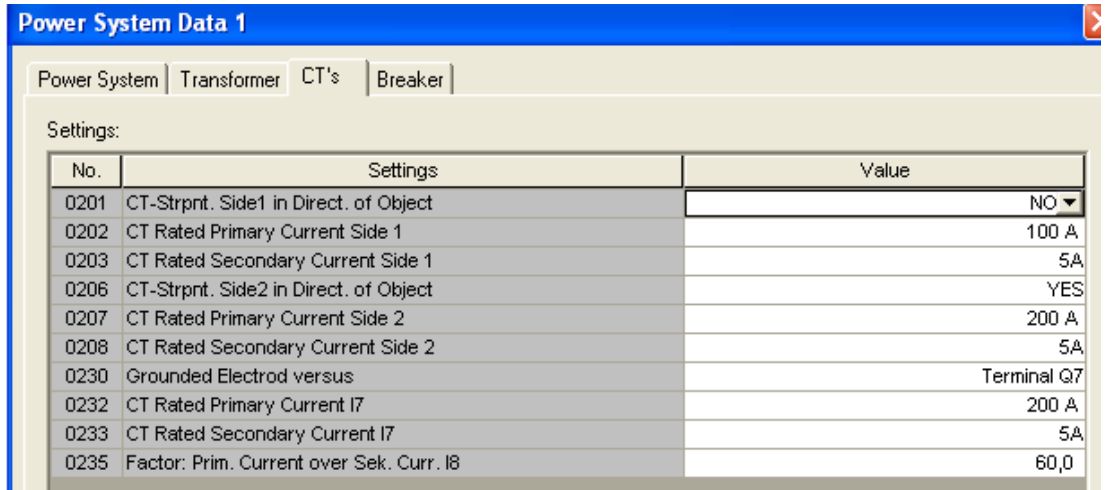 Power System Data 1
Power System Transformer CT's Breaker
Settings:
No. Settings Value
0201 CT-Strpnt. Side1 in Direct. of Object NO
0202 CT Rated Primary Current Side 1 100 A
0203 CT Rated Secondary Current Side 1 5A
0206 CT-Strpnt. Side2 in Direct. of Object YES
0207 CT Rated Primary Current Side 2 200 A
0208 CT Rated Secondary Current Side 2 5A
0230 Grounded Electrod versus Terminal Q7
0232 CT Rated Primary Current I7 200 A
0233 CT Rated Secondary Current I7 5A
0235 Factor: Prim. Current over Sek. Curr. I8 60,0